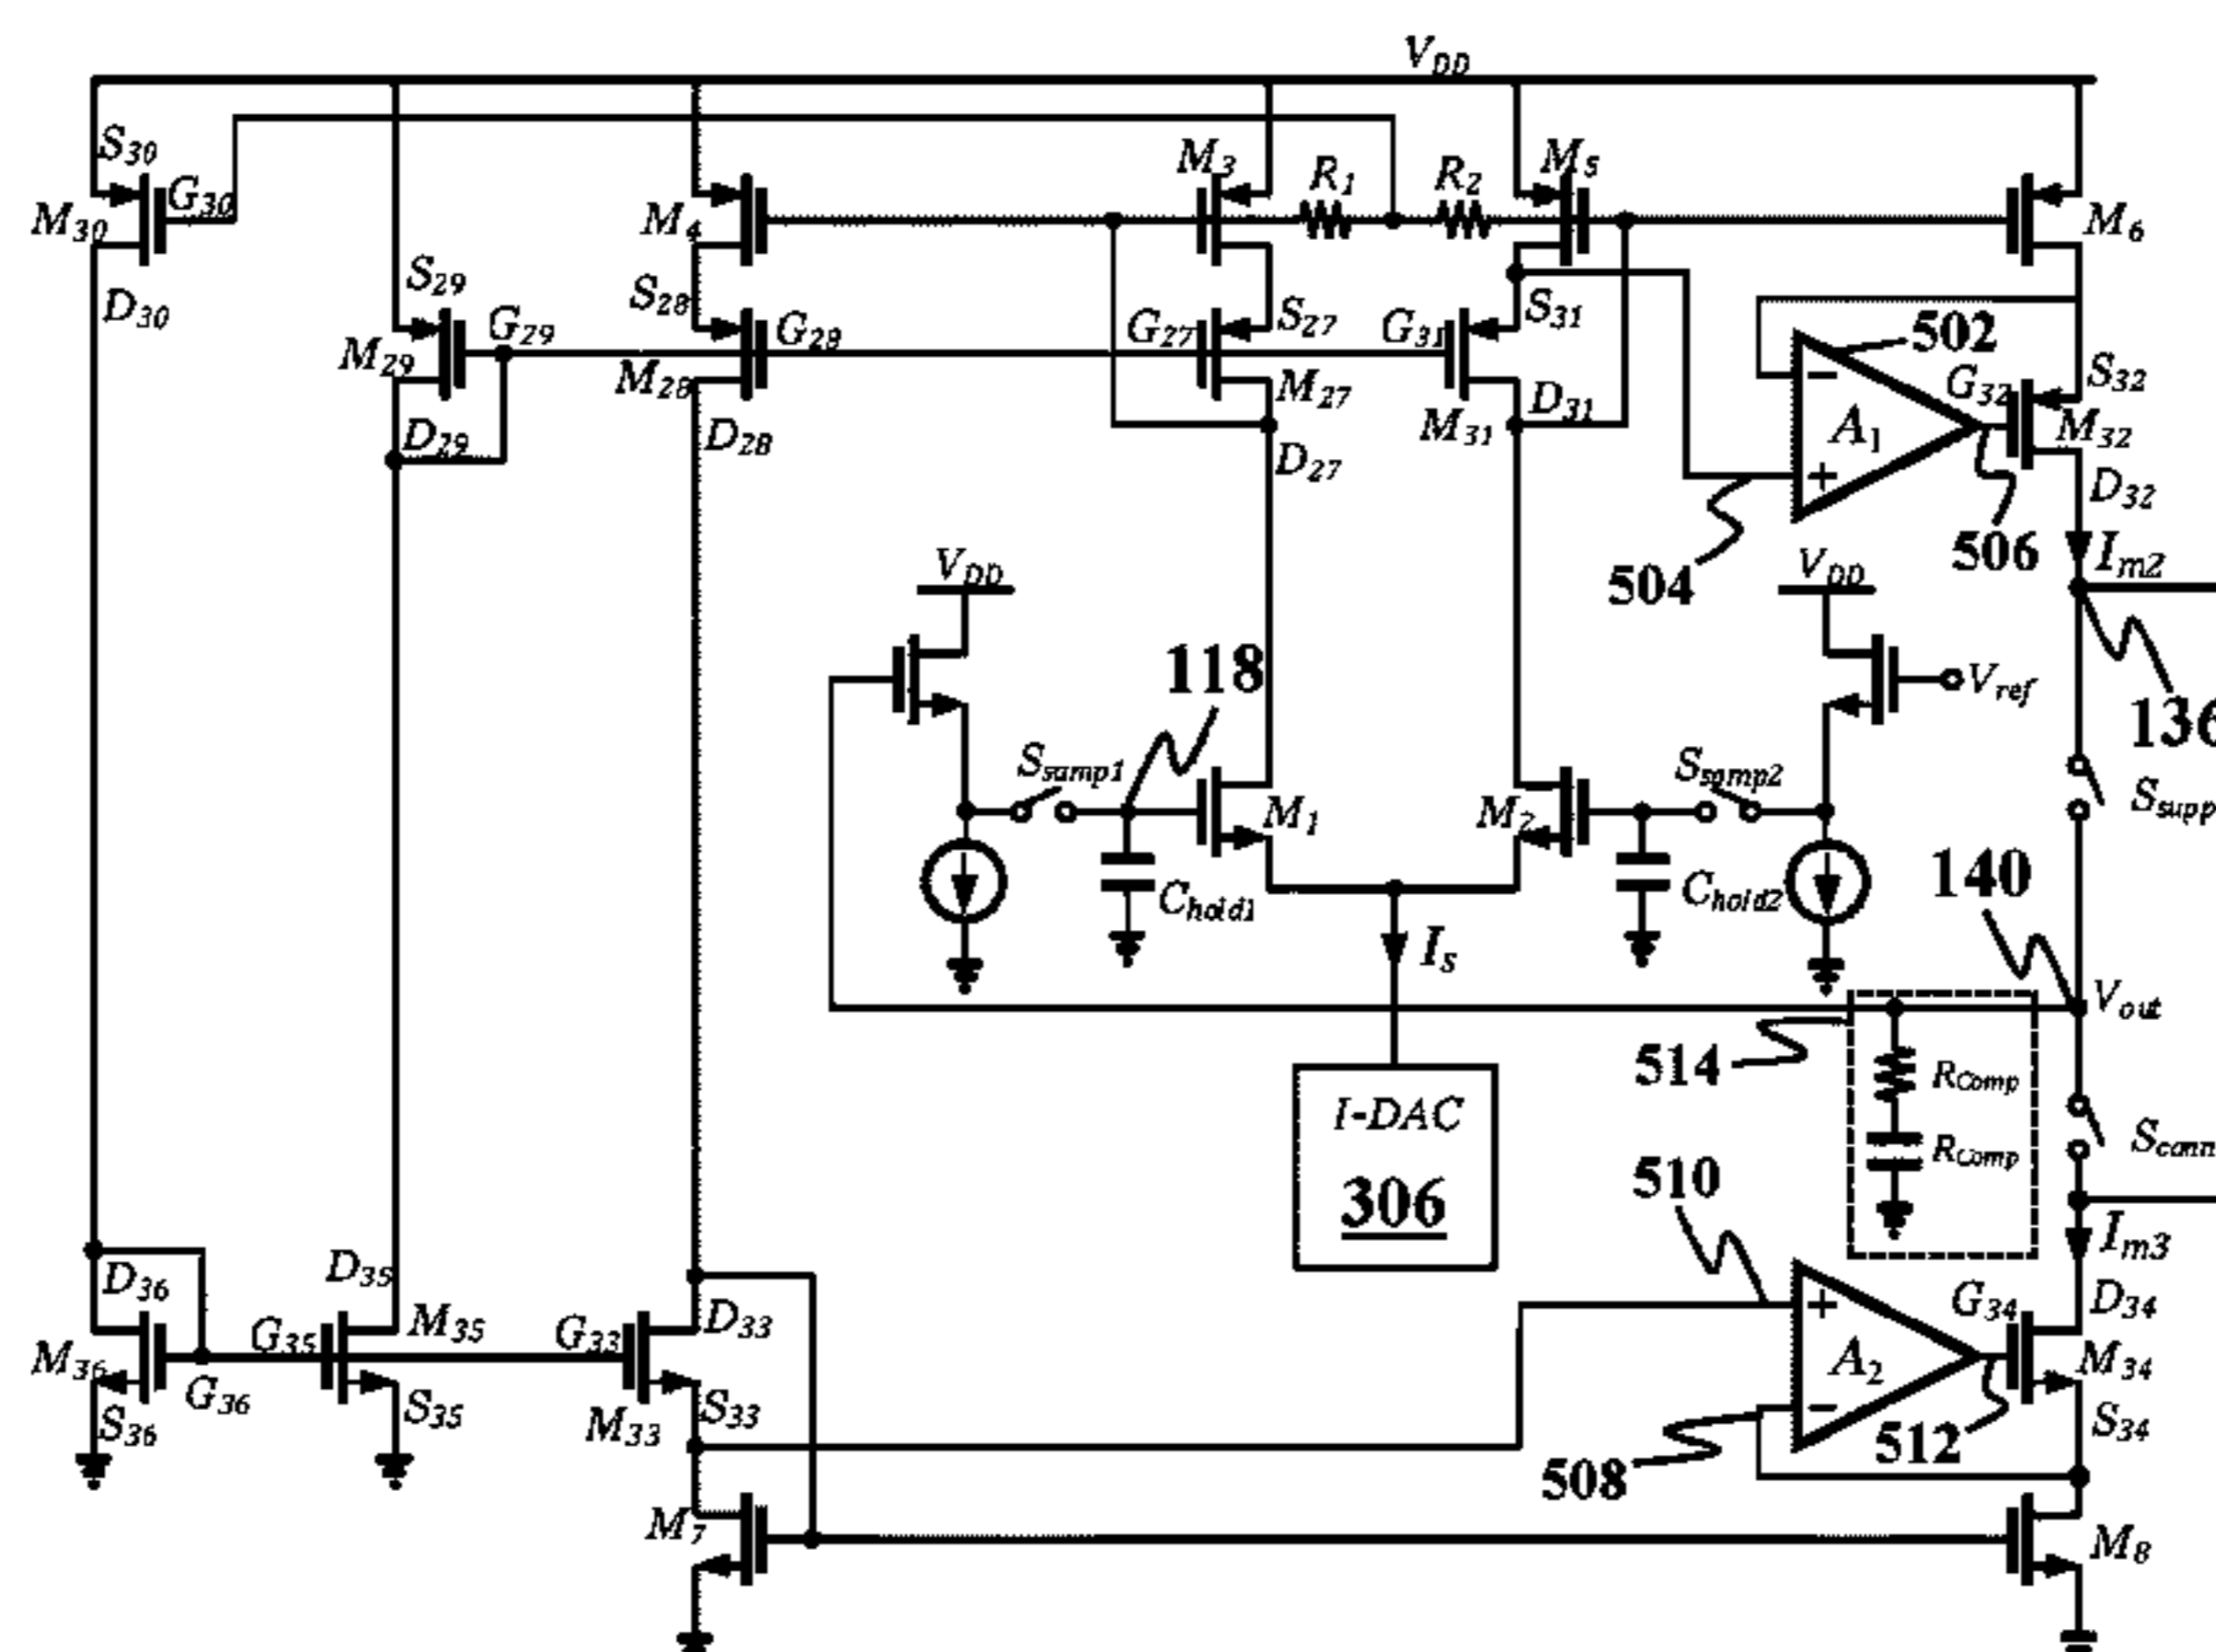 VDD
S30
M3
R1
R2
M5
M30
G30
M4
M6
D30
S29
S28
G29
G28
G27
S27
G31
S31
502
M29
M28
M27
D31
M31
G32
S32
A1
M32
D29
D28
D27
D32
504
506
Im2
VDD
VDD
118
Vref
136
Ssamp1
Ssamp2
M1
M2
Ssupp
Chold1
Chold2
140
Is
Vout
514
RComp
RComp
I-DAC
306
510
Sconn
Im3
D36
D35
M35
G33
D33
G34
D34
G35
M36
G36
A2
M34
S36
S35
M33
S33
508
512
S34
M7
M8